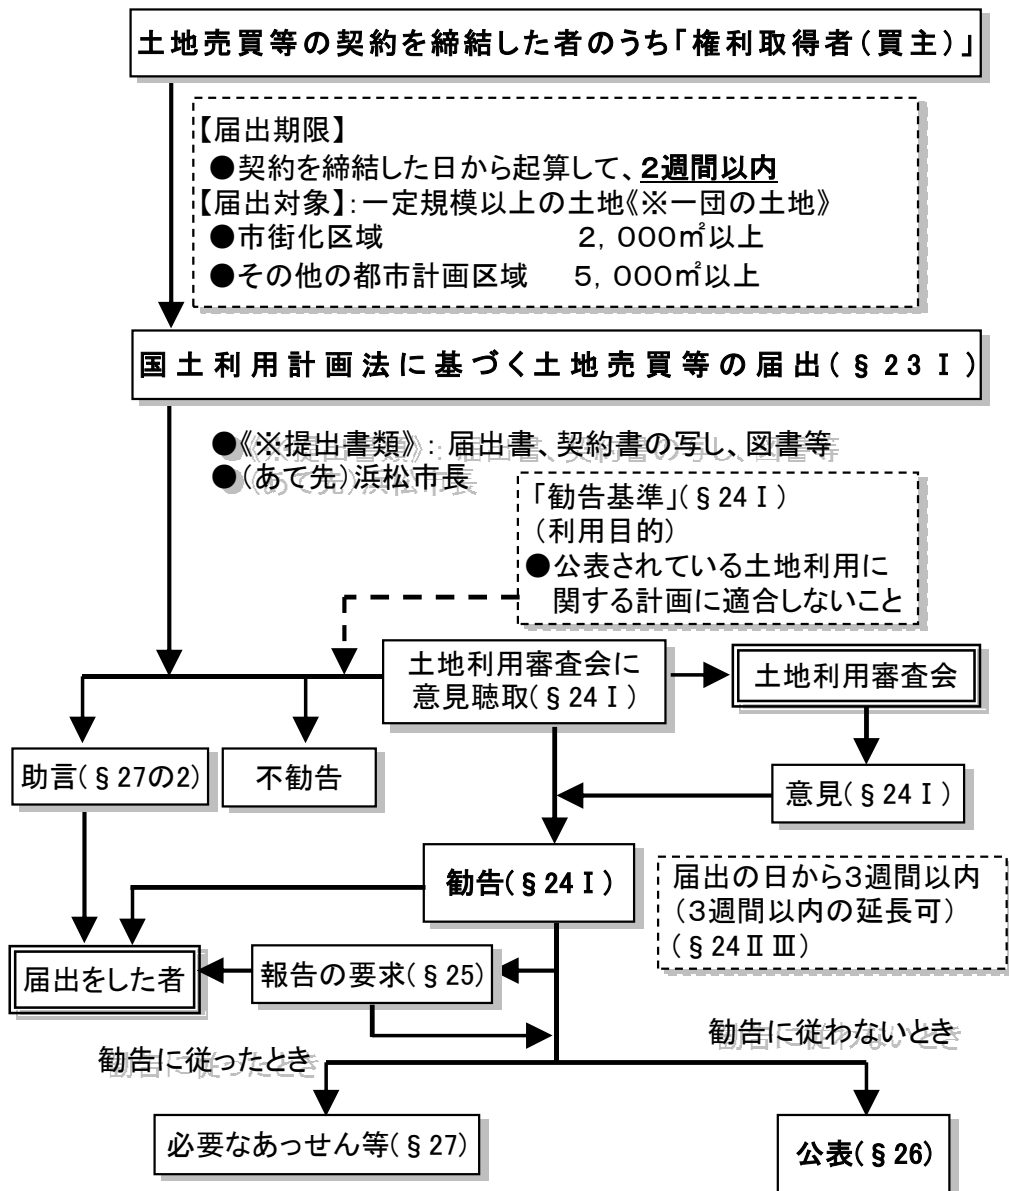 土地売買等の契約を締結した者のうち「権利取得者(買主)」
【届出期限】
●契約を締結した日から起算して、2週間以内
【届出対象】:一定規模以上の土地《※一団の土地》
●市街化区域 2,000㎡以上
●その他の都市計画区域 5,000㎡以上
国土利用計画法に基づく土地売買等の届出(§23Ⅰ)
●《※提出書類》:届出書、契約書の写し、図書等
●(あて先)浜松市長
「勧告基準」(§24Ⅰ)
(利用目的)
●公表されている土地利用に
関する計画に適合しないこと
土地利用審査会に
意見聴取(§24Ⅰ)
土地利用審査会
助言(§27の2)
不勧告
意見(§24Ⅰ)
勧告(§24Ⅰ)
届出の日から3週間以内
(3週間以内の延長可)
(§24ⅡⅢ)
届出をした者
報告の要求(§25)
勧告に従わないとき
勧告に従ったとき
必要なあっせん等(§27)
公表(§26)